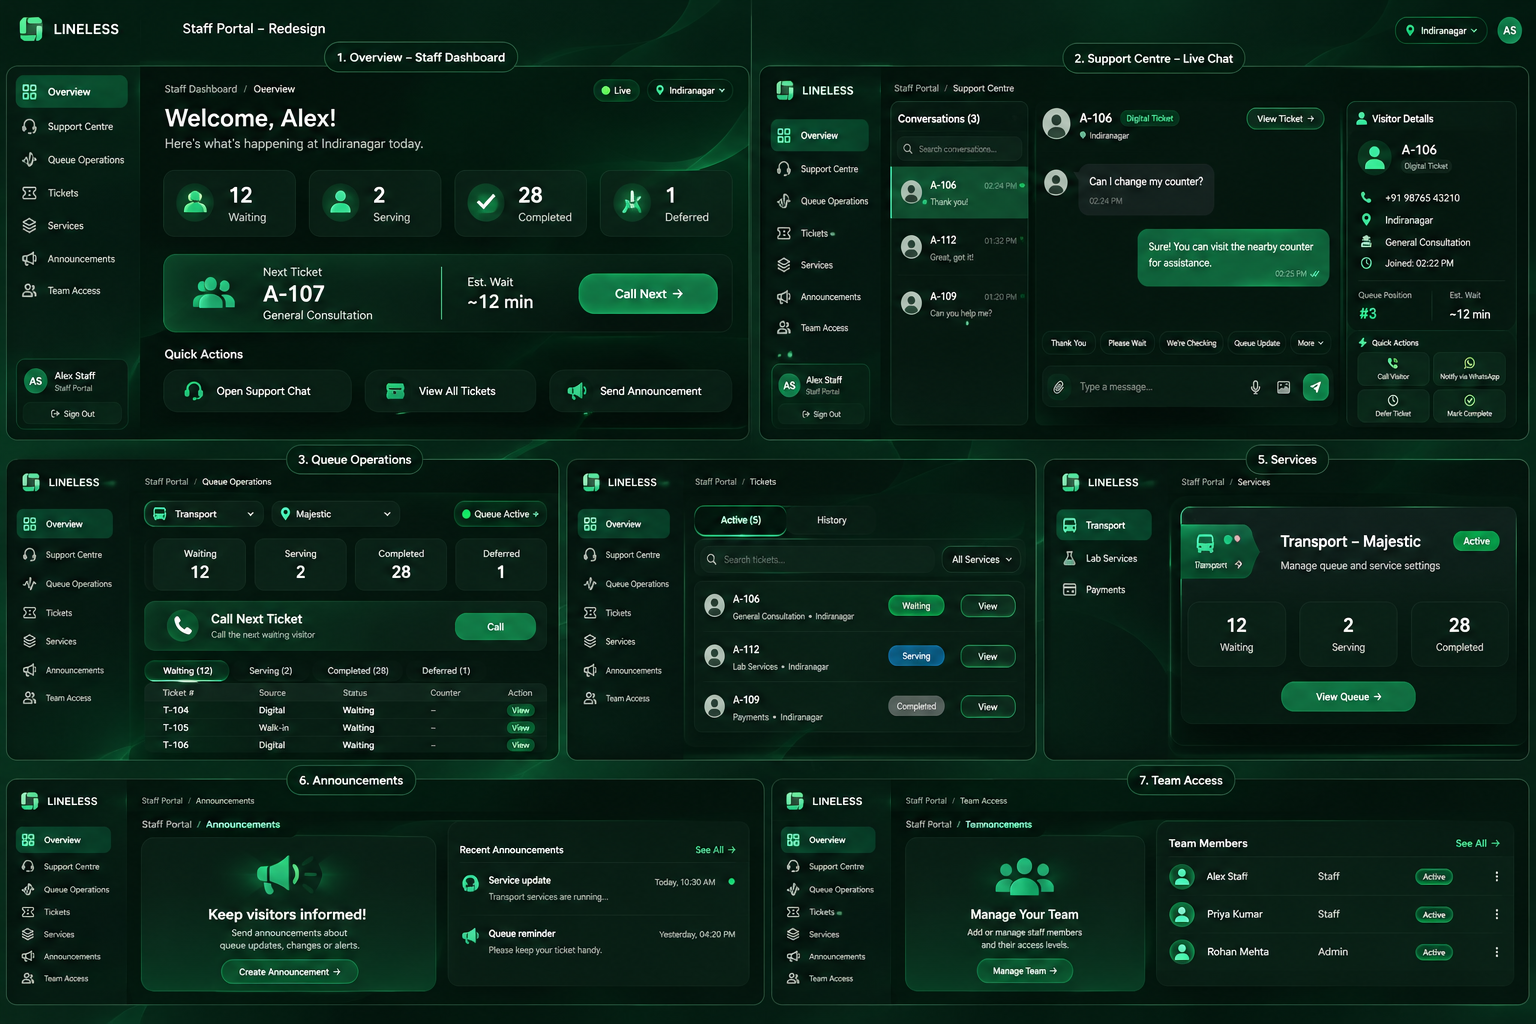 LINELESS
Staff Portal – Redesign
Indiranagar
AS
1. Overview – Staff Dashboard
Overview
Support Centre
Queue Operations
Tickets
Services
Announcements
Team Access
AS
Alex Staff
Staff Portal
Sign Out
Staff Dashboard / Oeerview
Live
Indiranagar
Welcome, Alex!
Here's what's happening at Indiranagar today.
12
Waiting
2
Serving
28
Completed
1
Deferred
Next Ticket
A-107
General Consultation
Est. Wait
~12 min
Call Next →
Quick Actions
Open Support Chat
View All Tickets
Send Announcement
2. Support Centre – Live Chat
LINELESS
Overview
Support Centre
Queue Operations
Tickets
Services
Announcements
Team Access
AS
Alex Staff
Staff Portal
Sign Out
Staff Portal / Support Centre
Conversations (3)
Search conversations...
A-106
02:24 PM
Thank you!
A-112
01:32 PM
Great, got it!
A-109
01:20 PM
Can you help me?
A-106
Digital Ticket
Indiranagar
View Ticket →
Can I change my counter?
02:24 PM
Sure! You can visit the nearby counter
for assistance.
02:25 PM
Thank You
Please Wait
We're Checking
Queue Update
More
Type a message...
Visitor Details
A-106
Digital Ticket
+91 98765 43210
Indiranagar
General Consultation
Joined: 02:22 PM
Queue Position
#3
Est. Wait
~12 min
Quick Actions
Call Visitor
Notify via WhatsApp
Defer Ticket
Mark Complete
3. Queue Operations
LINELESS
Overview
Support Centre
Queue Operations
Tickets
Services
Announcements
Team Access
Staff Portal / Queue Operations
Transport
Majestic
Queue Active
Waiting
12
Serving
2
Completed
28
Deferred
1
Call Next Ticket
Call the next waiting visitor
Call
Waiting (12)
Serving (2)
Completed (28)
Deferred (1)
Ticket # Source Status Counter Action
T-104 Digital Waiting – View
T-105 Walk-in Waiting – View
T-106 Digital Waiting – View
LINELESS
Overview
Support Centre
Queue Operations
Tickets
Services
Announcements
Team Access
Staff Portal / Tickets
Active (S)
History
Search tickets...
All Services
A-106
General Consultation • Indiranagar
Waiting
View
A-112
Lab Services • Indiranagar
Serving
View
A-109
Payments • Indiranagar
Completed
View
5. Services
LINELESS
Transport
Lab Services
Payments
Staff Portal / Services
Transport – Majestic
Manage queue and service settings
Active
12
Waiting
2
Serving
28
Completed
View Queue →
6. Announcements
LINELESS
Overview
Support Centre
Queue Operations
Tickets
Services
Announcements
Team Access
Staff Portal / Announcements
Staff Portal / Announcements
Keep visitors informed!
Send announcements about
queue updates, changes or alerts.
Create Announcement →
Recent Announcements
See All →
Service update
Today, 10:30 AM
Transport services are running...
Queue reminder
Yesterday, 04:20 PM
Please keep your ticket handy.
7. Team Access
LINELESS
Overview
Support Centre
Queue Operations
Tickets
Services
Announcements
Team Access
Staff Portal / Team Access
Staff Portal /
Manage Your Team
Add or manage staff members
and their access levels.
Manage Team →
Team Members
See All →
Alex Staff Staff Active
Priya Kumar Staff Active
Rohan Mehta Admin Active